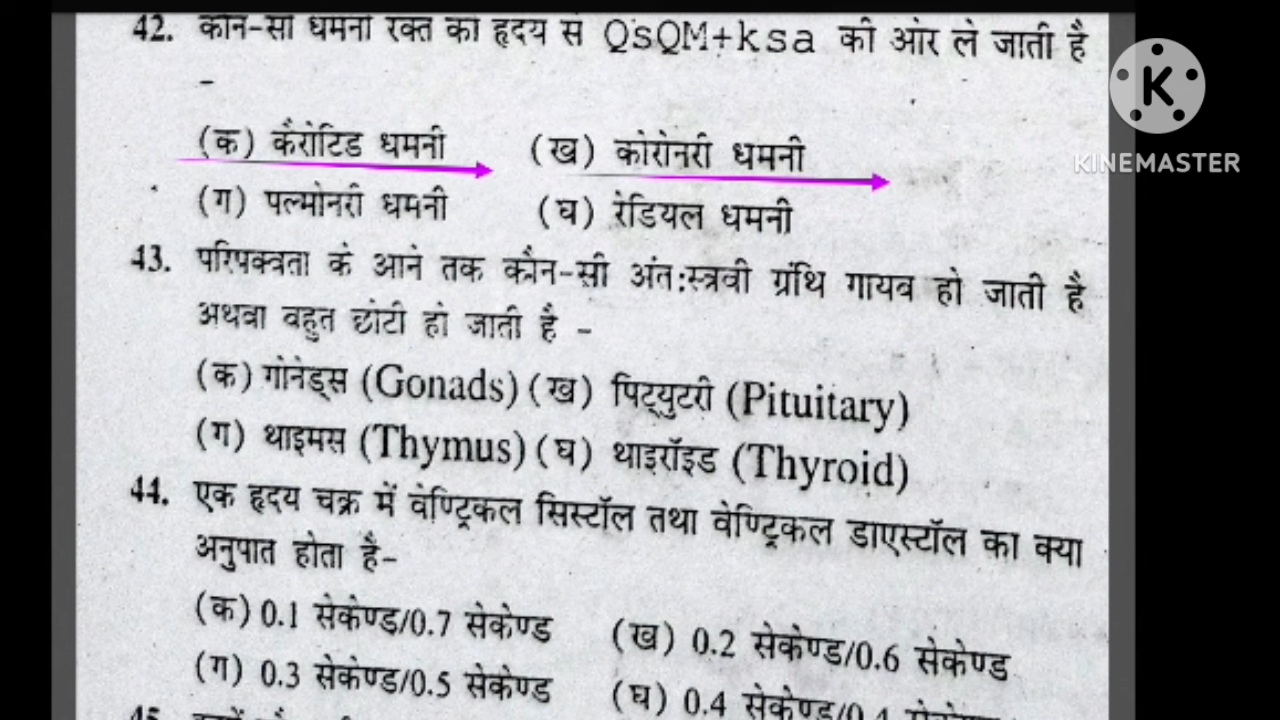 42. कौन-सी धमनी रक्त को हृदय से QsQM+ksa की ओर ले जाती है
-
(क) कैरोटिड धमनी (ख) कोरोनरी धमनी
(ग) पल्मोनरी धमनी (घ) रेडियल धमनी
43. परिपक्वता के आने तक कौन-सी अंत:स्त्रवी ग्रंथि गायब हो जाती है
अथवा बहुत छोटी हो जाती है -
(क) गोनेड्स (Gonads) (ख) पिट्युटरी (Pituitary)
(ग) थाइमस (Thymus) (घ) थाइरॉइड (Thyroid)
44. एक हृदय चक्र में वेण्ट्रिकल सिस्टॉल तथा वेण्ट्रिकल डाएस्टॉल का क्या
अनुपात होता है-
(क) 0.1 सेकेण्ड/0.7 सेकेण्ड (ख) 0.2 सेकेण्ड/0.6 सेकेण्ड
(ग) 0.3 सेकेण्ड/0.5 सेकेण्ड (घ) 0.4 सेकेण्ड/0.4 सेकेण्ड
45.
K
KINEMASTER